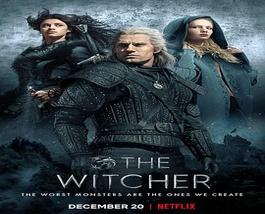 THE
WITCHER
THE WORST MONSTERS ARE THE ONES WE CREATE
DECEMBER 20 | NETFLIX